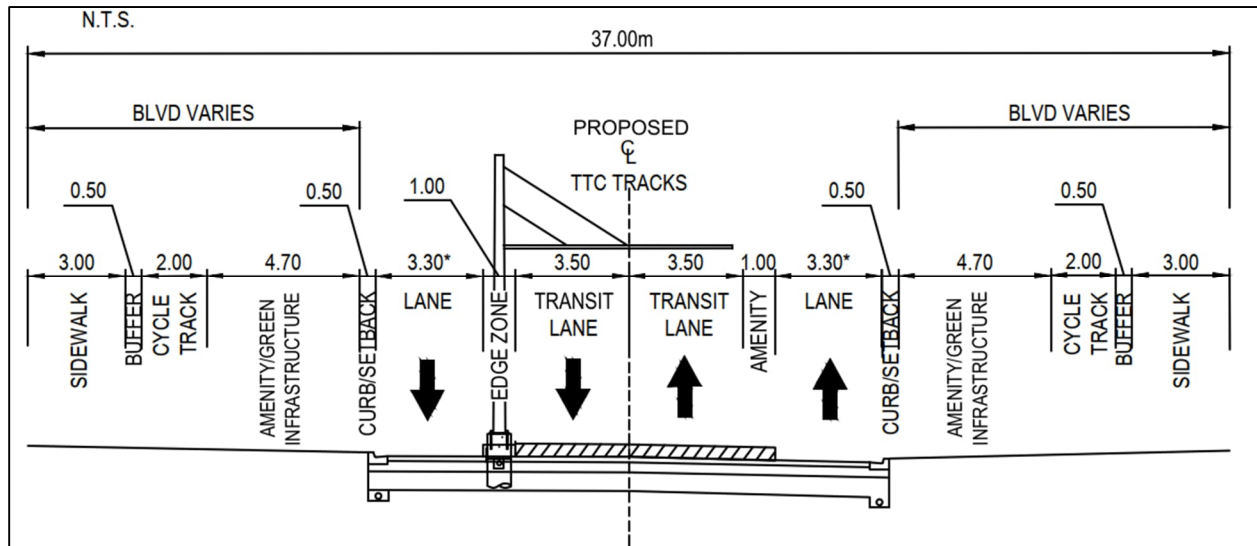 N.T.S.
37.00m
BLVD VARIES
BLVD VARIES
PROPOSED
℄
TTC TRACKS
0.50
0.50
1.00
0.50
0.50
3.00
2.00
4.70
3.30*
3.50
3.50
1.00
3.30*
4.70
2.00
3.00
SIDEWALK
BUFFER
CYCLE
TRACK
AMENITY/GREEN
INFRASTRUCTURE
CURB/SETBACK
LANE
EDGE ZONE
TRANSIT
LANE
TRANSIT
LANE
AMENITY
LANE
CURB/SETBACK
AMENITY/GREEN
INFRASTRUCTURE
CYCLE
TRACK
BUFFER
SIDEWALK